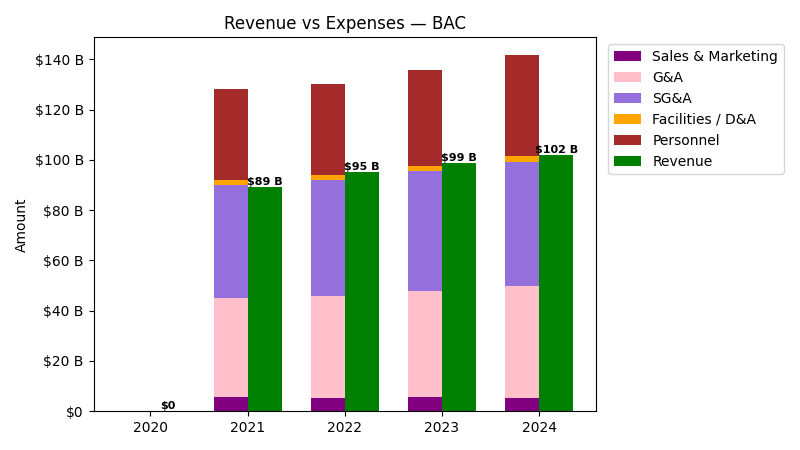 Revenue vs Expenses — BAC
Amount
$140 B
$120 B
$100 B
$80 B
$60 B
$40 B
$20 B
$0
$0
$89 B
$95 B
$99 B
$102 B
2020
2021
2022
2023
2024
Sales & Marketing
G&A
SG&A
Facilities / D&A
Personnel
Revenue